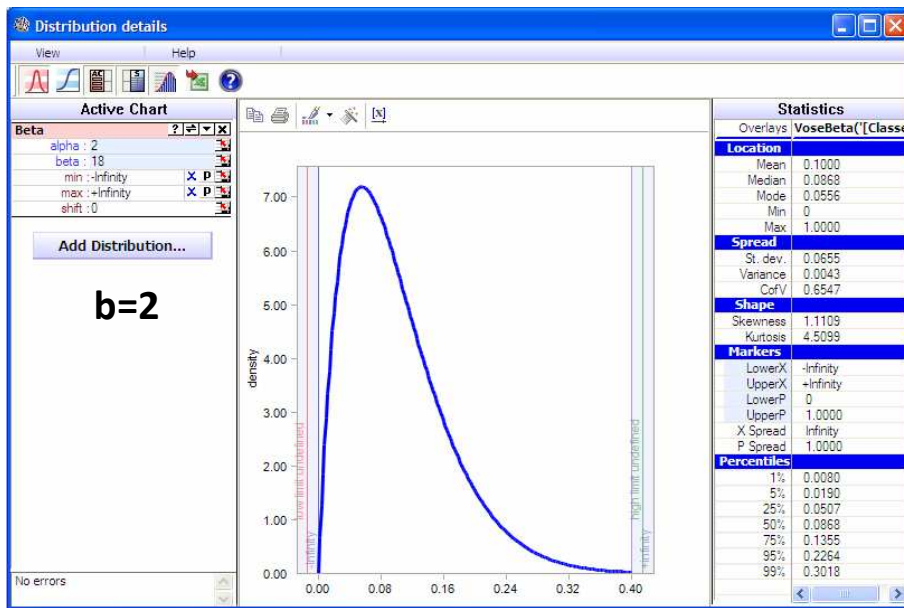 Distribution details
View Help
Active Chart
Beta
alpha : 2
beta : 18
min :-Infinity X P
max :+Infinity X P
shift :0
Add Distribution...
b=2
No errors
density
7.00
6.00
5.00
4.00
3.00
2.00
1.00
0.00
0.00 0.08 0.16 0.24 0.32 0.40
low limit undefined
-Infinity
high limit undefined
+Infinity
Statistics
Overlays VoseBeta('[Classe
Location
Mean 0.1000
Median 0.0868
Mode 0.0556
Min 0
Max 1.0000
Spread
St. dev. 0.0655
Variance 0.0043
CofV 0.6547
Shape
Skewness 1.1109
Kurtosis 4.5099
Markers
LowerX -Infinity
UpperX +Infinity
LowerP 0
UpperP 1.0000
X Spread Infinity
P Spread 1.0000
Percentiles
1% 0.0080
5% 0.0190
25% 0.0507
50% 0.0868
75% 0.1355
95% 0.2264
99% 0.3018